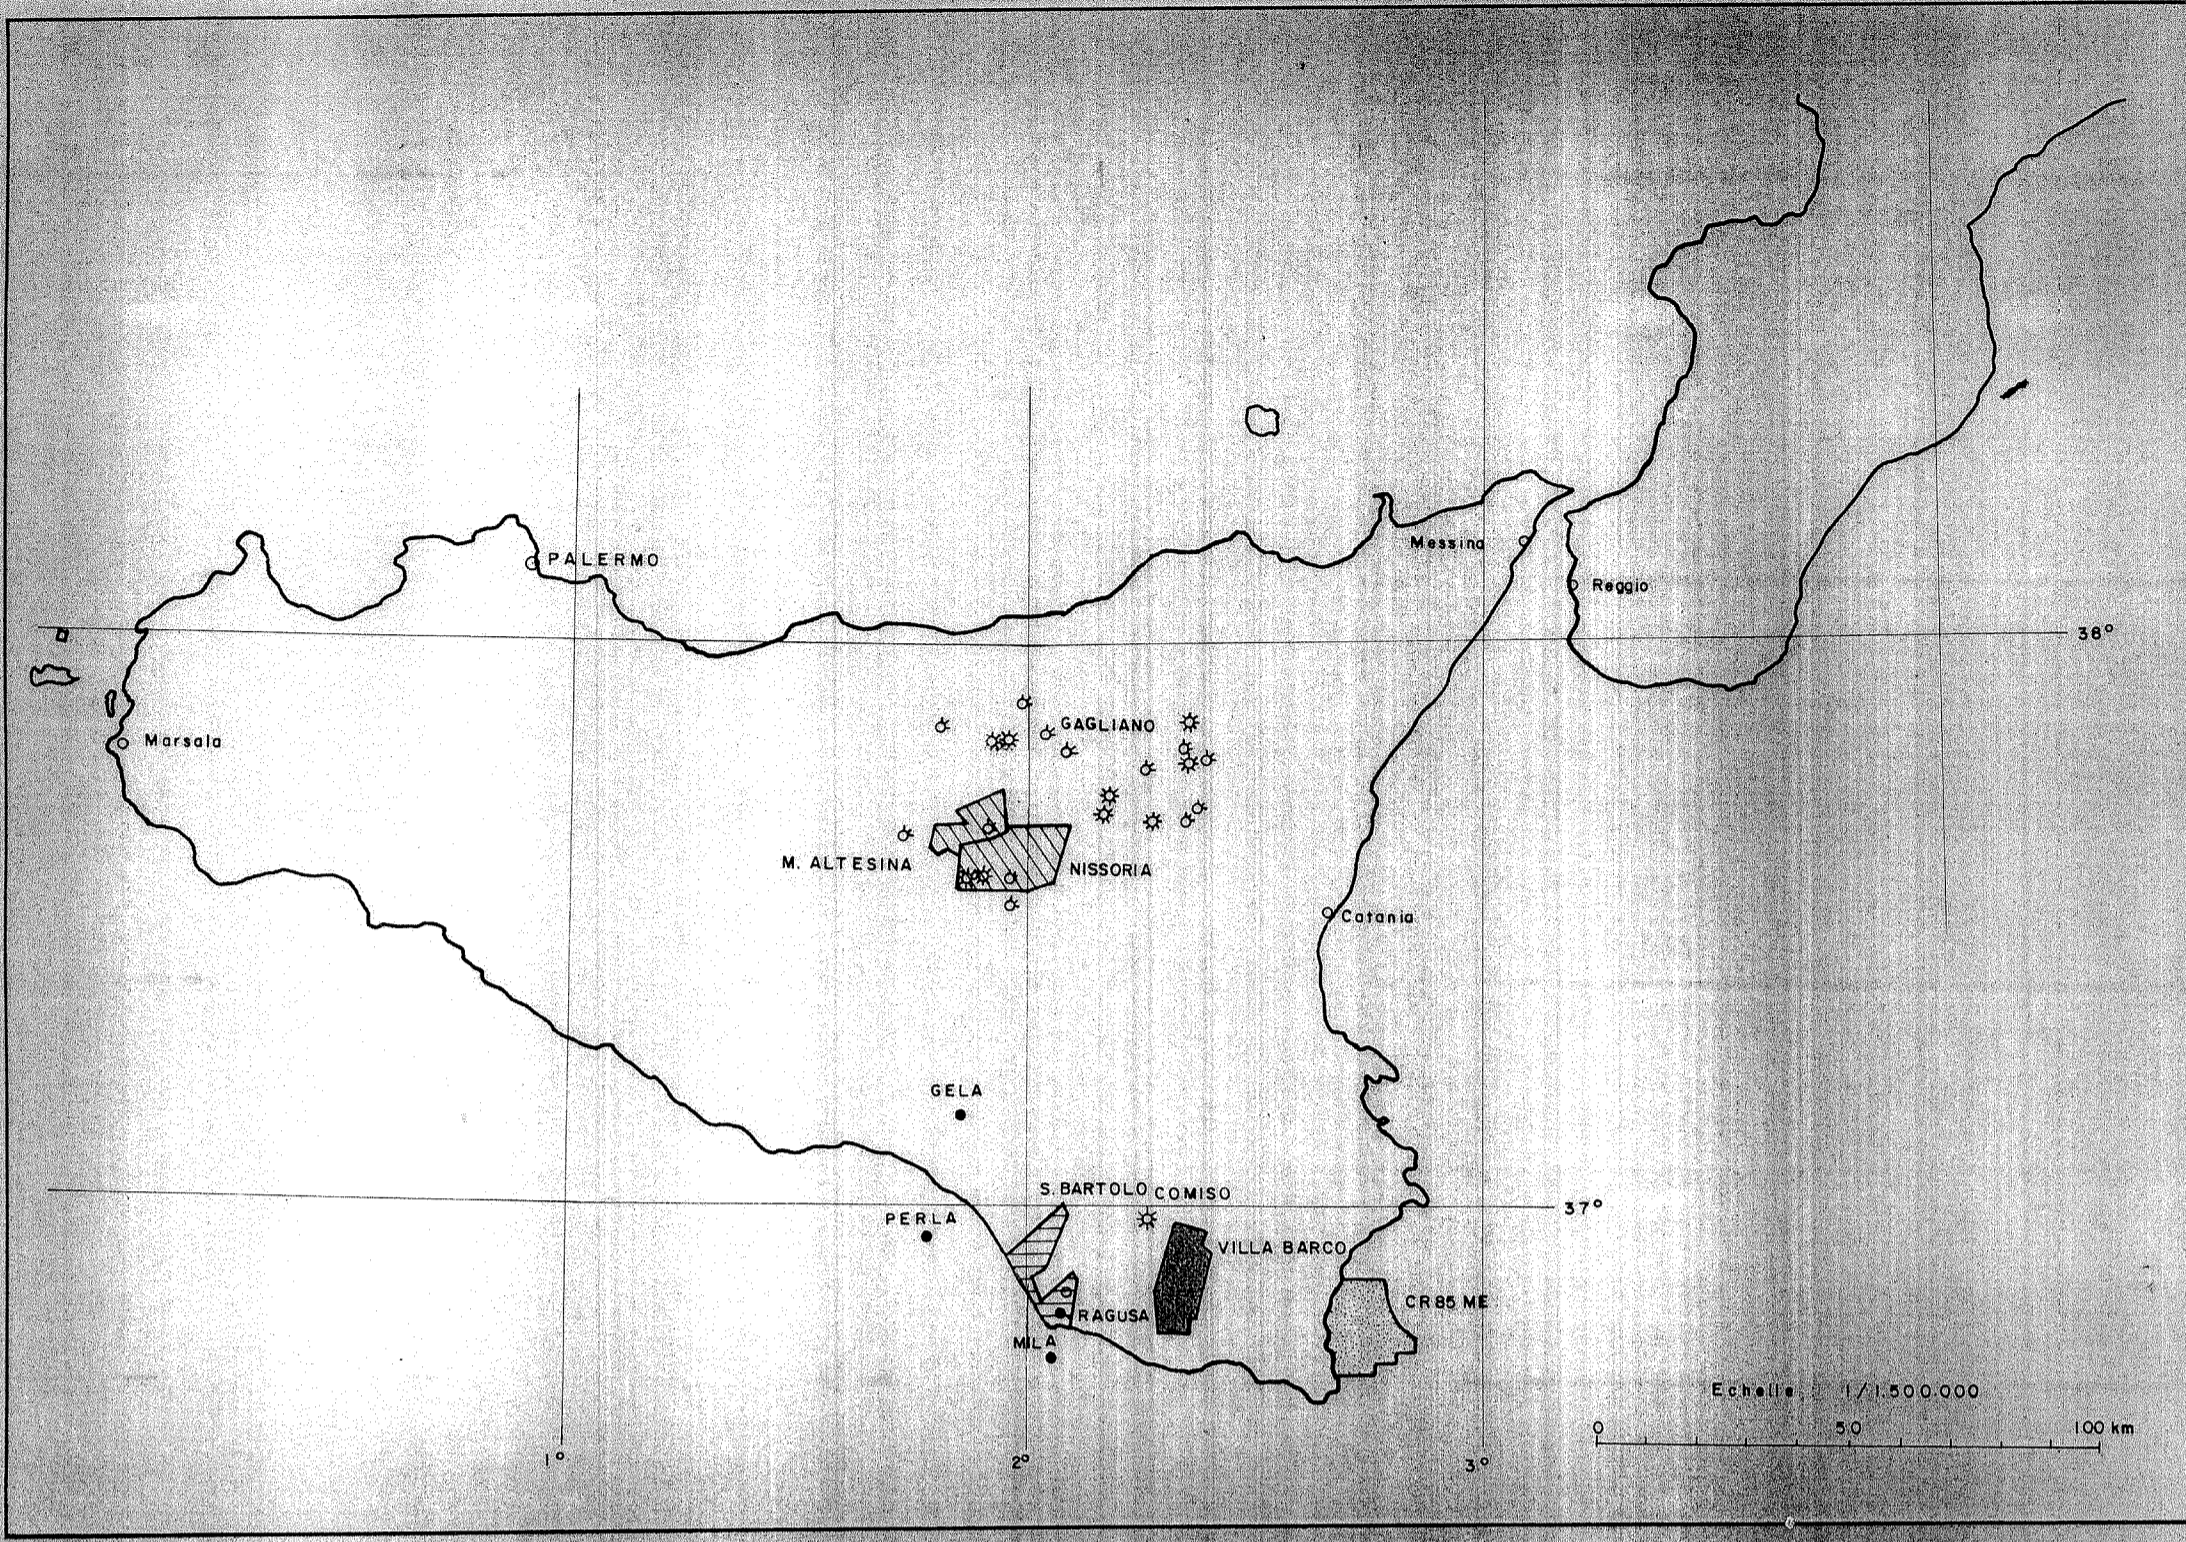 PALERMO
Messina
Reggio
38°
Marsala
GAGLIANO
M. ALTESINA
NISSORIA
Catania
GELA
S. BARTOLO
COMISO
37°
PERLA
VILLA BARCO
CR 85 ME
RAGUSA
MILA
Echelle 1/1.500.000
0 50 100 km
1° 2° 3°